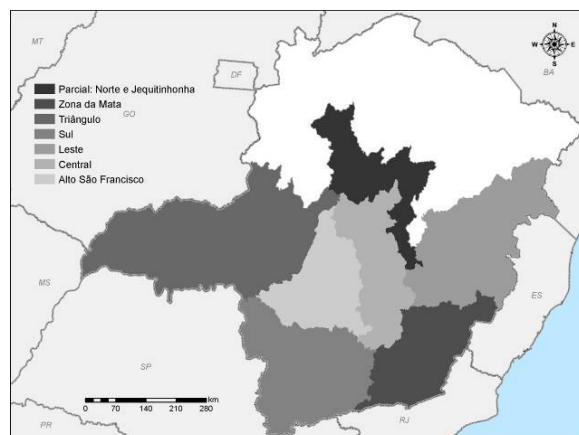 MT
N
W E
S
DF
BA
GO
Parcial: Norte e Jequitinhonha
Zona da Mata
Triângulo
Sul
Leste
Central
Alto São Francisco
MS
ES
SP
km
0 35 70 140 210 280
PR
RJ